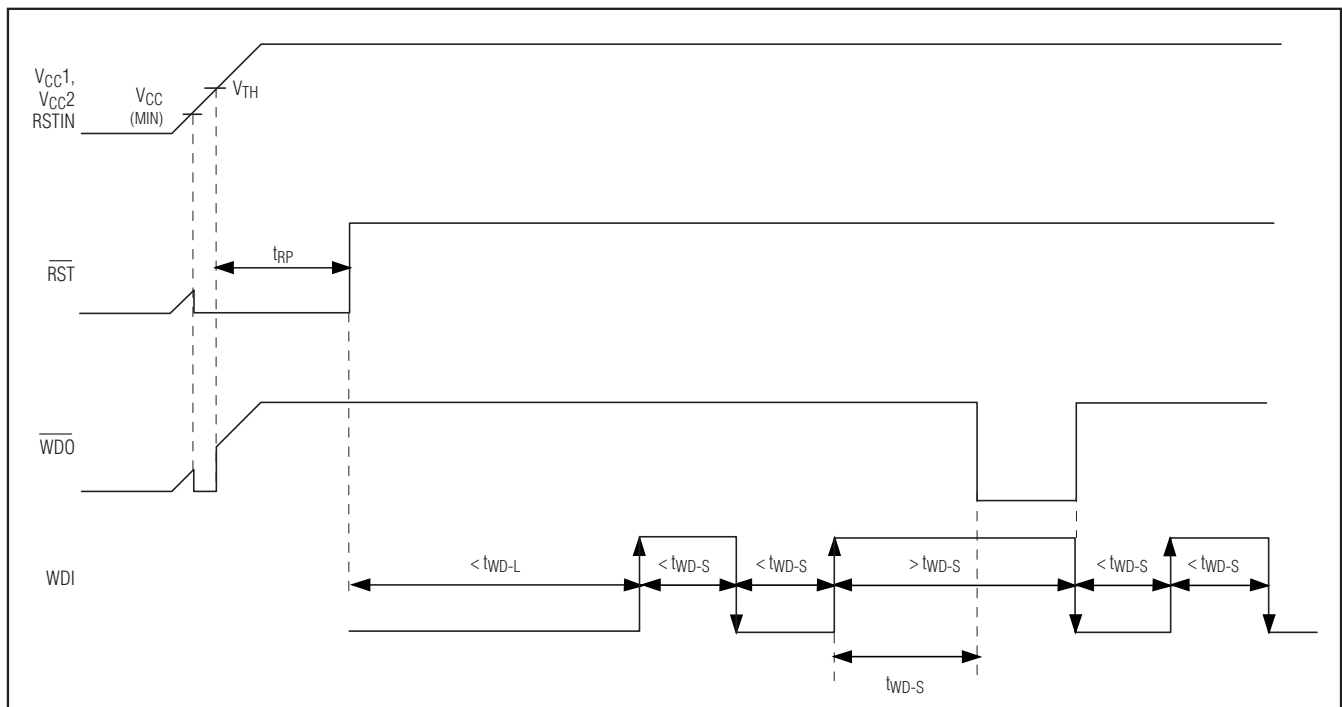 VCC1,
VCC2
RSTIN
VCC
(MIN)
VTH
RST
tRP
WDO
WDI
< tWD-L
< tWD-S
< tWD-S
> tWD-S
< tWD-S
< tWD-S
tWD-S